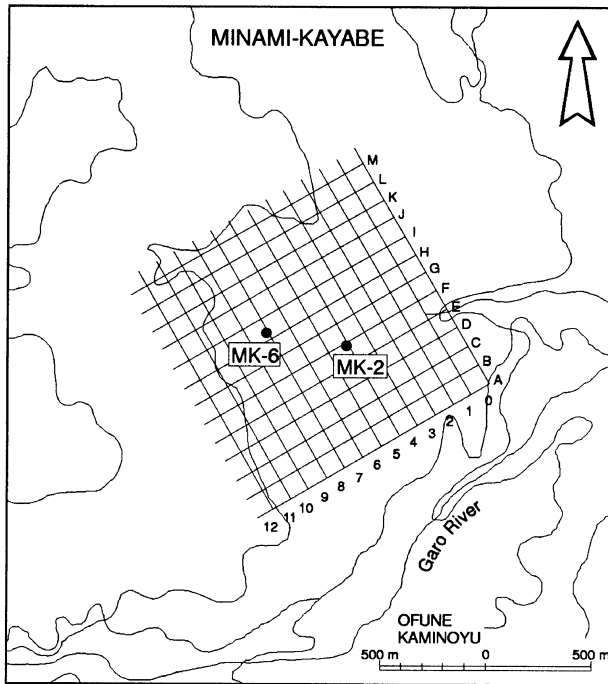 MINAMI-KAYABE
M
L
K
J
I
H
G
F
E
D
C
B
A
MK-6
MK-2
0
1
2
3
4
5
6
7
8
9
10
11
12
Garo River
OFUNE
KAMINOYU
500 m 0 500 m